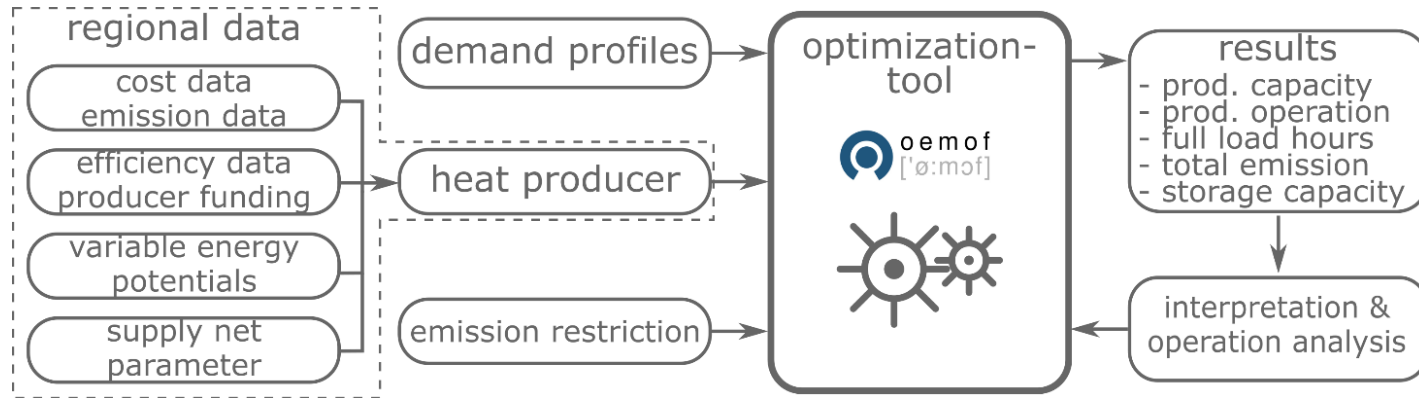 regional data
cost data
emission data
efficiency data
producer funding
variable energy
potentials
supply net
parameter
demand profiles
heat producer
emission restriction
optimization-
tool
oemof
['ø:mɔf]
results
- prod. capacity
- prod. operation
- full load hours
- total emission
- storage capacity
interpretation &
operation analysis